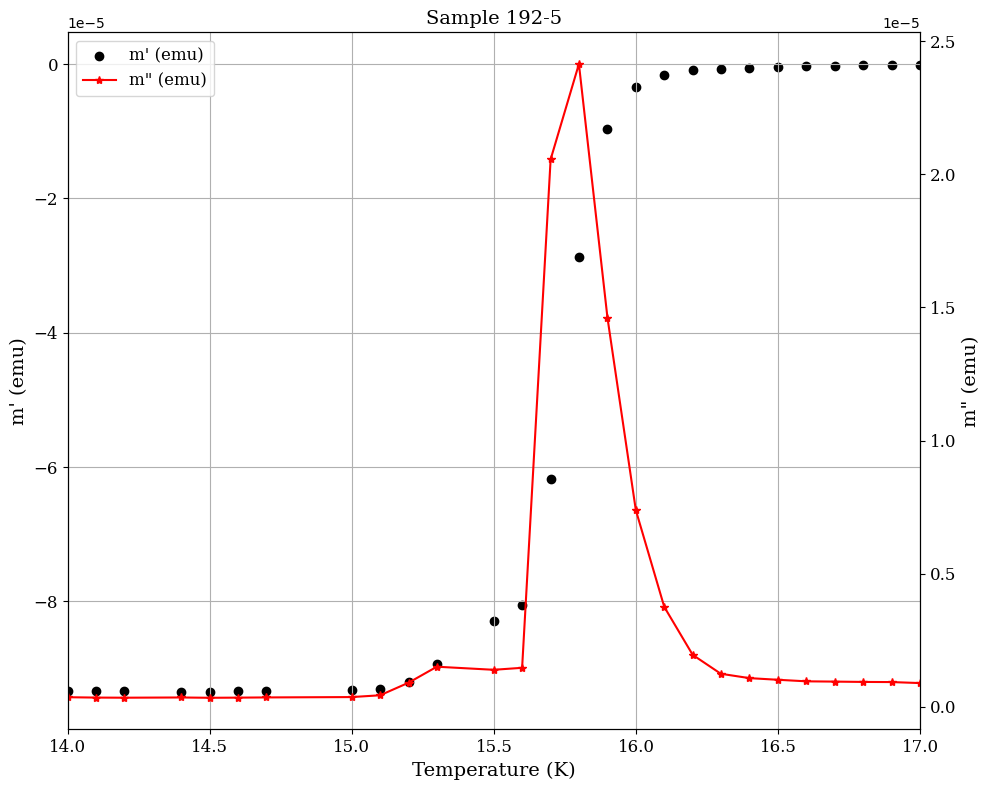 Sample 192-5
1e−5
1e−5
m' (emu)
m" (emu)
0
−2
−4
−6
−8
m' (emu)
2.5
2.0
1.5
1.0
0.5
0.0
m" (emu)
14.0 14.5 15.0 15.5 16.0 16.5 17.0
Temperature (K)